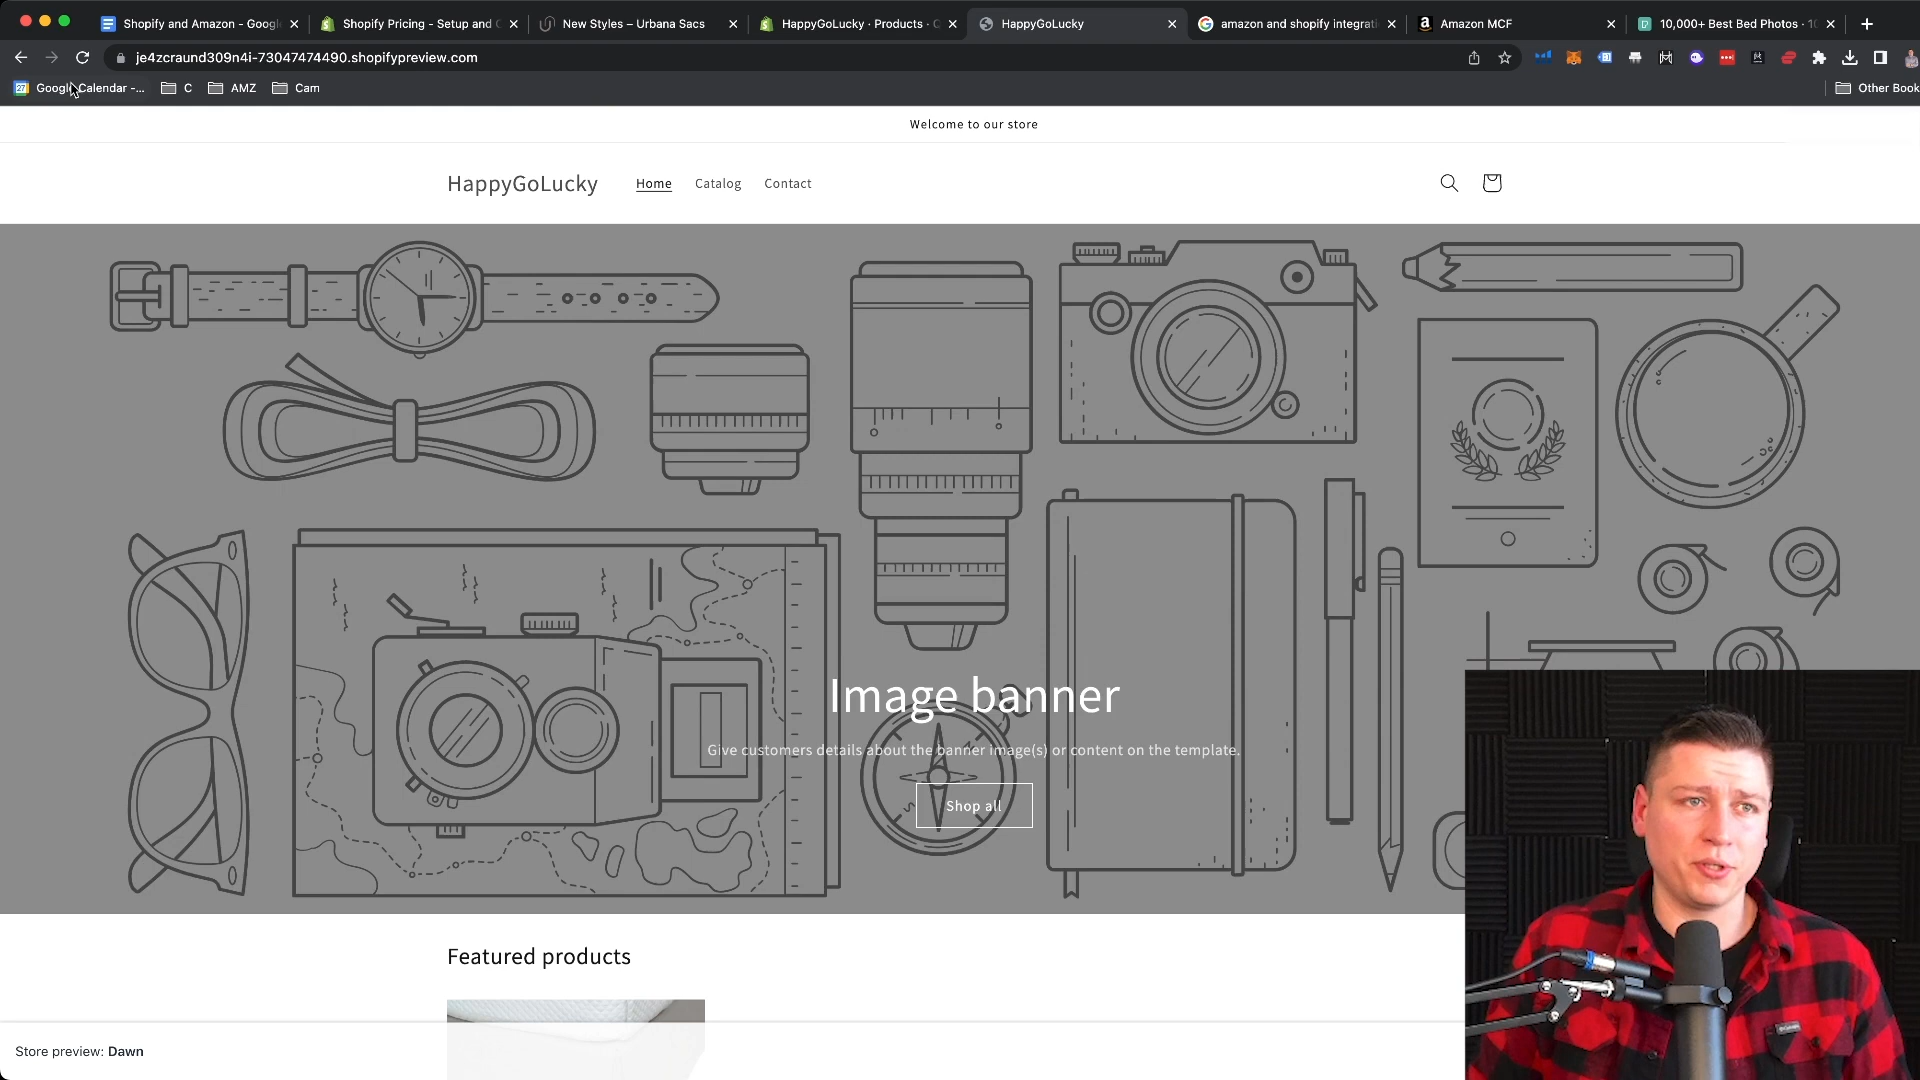 Shopify and Amazon - Googl
Shopify Pricing - Setup and C
New Styles – Urbana Sacs
HappyGoLucky · Products · C
HappyGoLucky
amazon and shopify integrati
Amazon MCF
10,000+ Best Bed Photos · 10
je4zcraund309n4i-73047474490.shopifypreview.com
27
Google Calendar -...
C
AMZ
Cam
Other Book
Welcome to our store
HappyGoLucky
Home
Catalog
Contact
Image banner
Give customers details about the banner image(s) or content on the template.
Shop all
Featured products
Store preview: Dawn